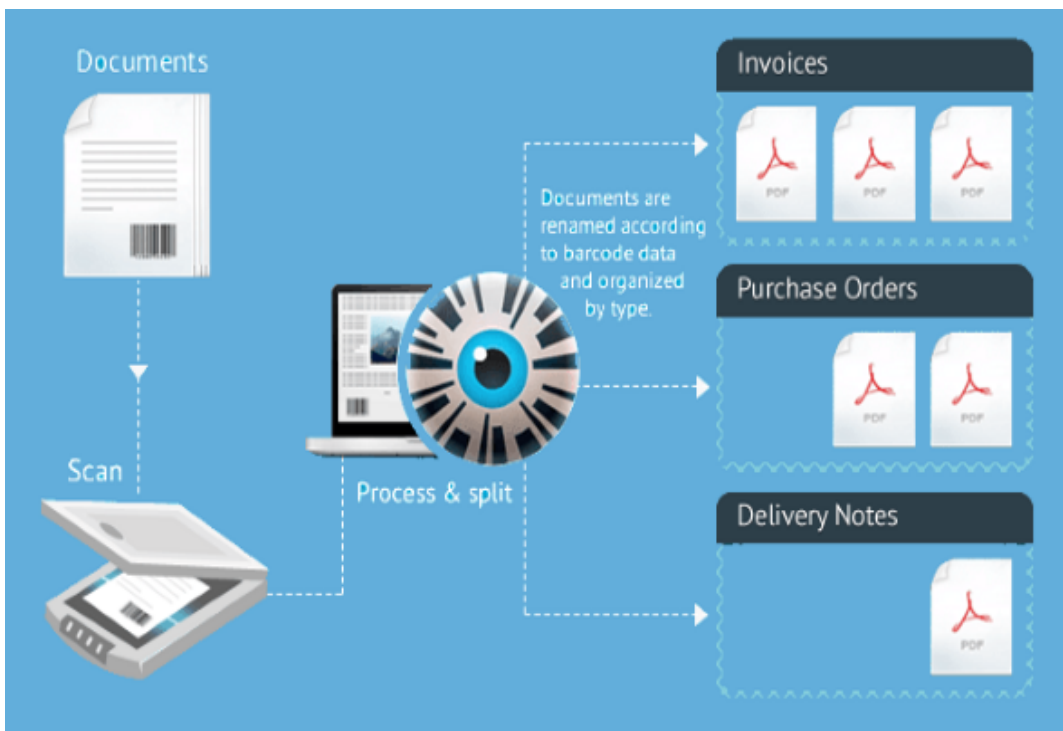 Documents
Scan
Process & split
Documents are
renamed according
to barcode data
and organized
by type.
Invoices
PDF PDF PDF
Purchase Orders
PDF PDF
Delivery Notes
PDF